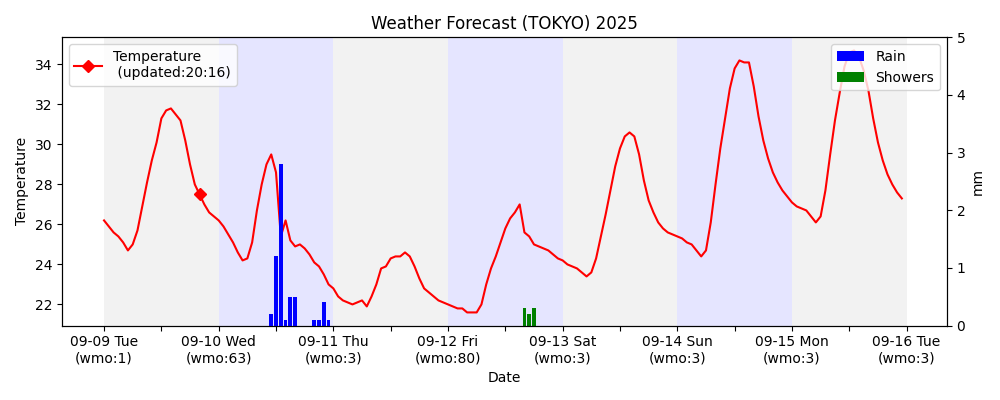 Weather Forecast (TOKYO) 2025
Temperature
(updated:20:16)
Rain
Showers
Temperature
34
32
30
28
26
24
22
5
4
3
2
1
0
mm
09-09 Tue
(wmo:1)
09-10 Wed
(wmo:63)
09-11 Thu
(wmo:3)
09-12 Fri
(wmo:80)
09-13 Sat
(wmo:3)
09-14 Sun
(wmo:3)
09-15 Mon
(wmo:3)
09-16 Tue
(wmo:3)
Date